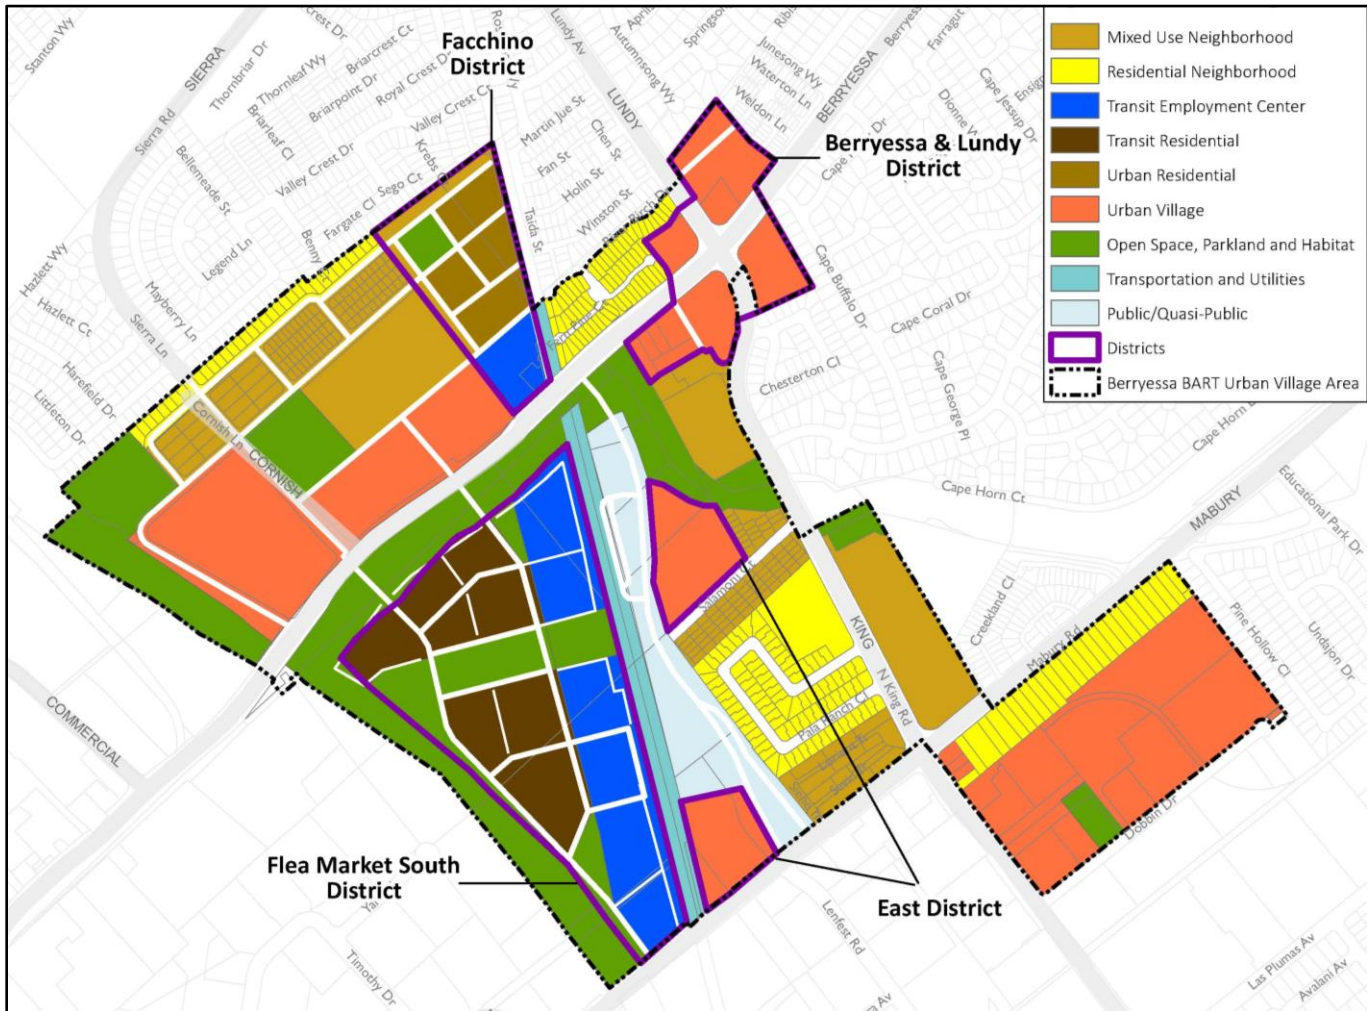 Stanton Wy
SIERRA
Sierra Rd
Thornbriar Dr
Thornleaf Wy
Briarcrest Ct
Briarpoint Dr
Royal Crest Dr
Briarleaf Ct
Valley Crest Dr
Valley Crest Ct
Bellemeade St
Fargate Cl
Sego Ct
Legend Ln
Hazlett Wy
Hazlett Ct
Mayberry Ln
Sierra Ln
Harefield Dr
Littleton Dr
Cornish Ln
CORNISH
Facchino
District
Lundy Av
LUNDY
Autumnsong Wy
Martin Jue St
Chen St
Fan St
Holin St
Winston St
Taida St
Junesong Wy
Waterton Ln
Weldon Ln
BERRYESSA
Berryessa & Lundy
District
Farragut
Cape Jessup Dr
Cape Buffalo Dr
Cape Coral Dr
Cape George Pl
Chesterton Cl
Cape Horn Ct
MABURY
Educational Park Dr
Creekland Cl
Mabury Rd
Pine Hollow Cl
Undajon Dr
Salamoni Ct
KING
N King Rd
Pala Ranch Cl
Dobbin Dr
COMMERCIAL
Flea Market South
District
East District
Timothy Dr
Lenfest Rd
Las Plumas Av
Avalani Av
Mixed Use Neighborhood
Residential Neighborhood
Transit Employment Center
Transit Residential
Urban Residential
Urban Village
Open Space, Parkland and Habitat
Transportation and Utilities
Public/Quasi-Public
Districts
Berryessa BART Urban Village Area